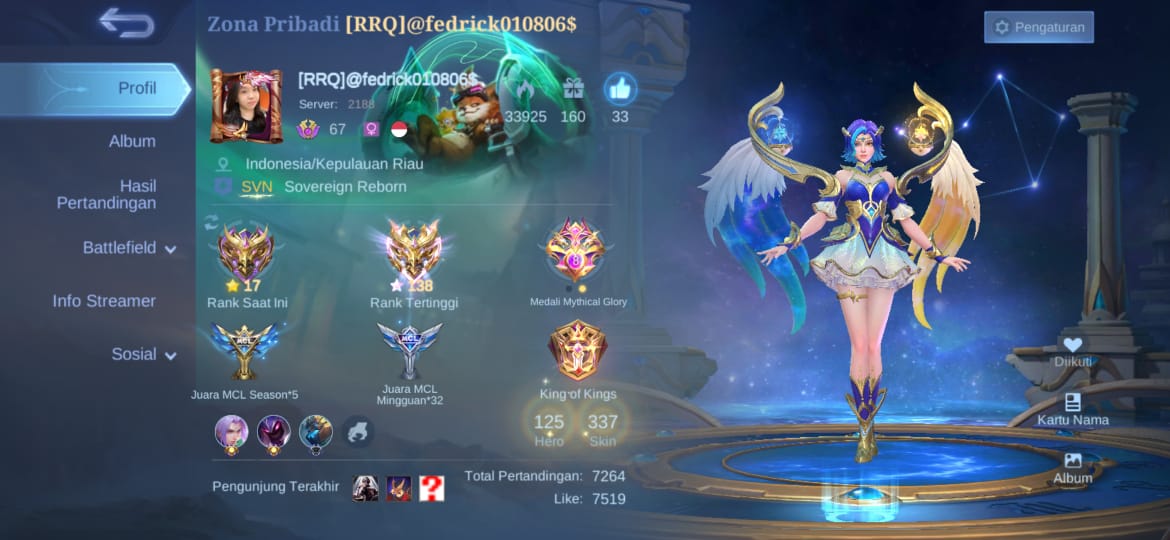 Zona Pribadi [RRQ]@fedrick010806$
Pengaturan
Profil
Album
Hasil
Pertandingan
Battlefield
Info Streamer
Sosial
[RRQ]@fedrick010806$
Server: 2188
67
33925
160
33
Indonesia/Kepulauan Riau
SVN Sovereign Reborn
17
Rank Saat Ini
138
Rank Tertinggi
8
Medali Mythical Glory
MCL
Juara MCL Season*5
MCL
Juara MCL
Mingguan*32
King of Kings
125
Hero
337
Skin
Pengunjung Terakhir
?
Total Pertandingan: 7264
Like: 7519
Diikuti
Kartu Nama
Album